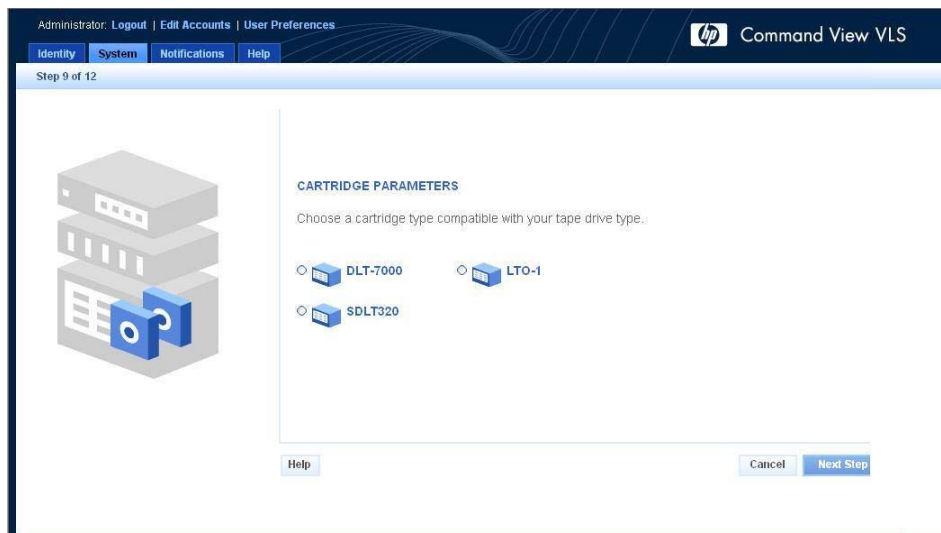 Administrator: Logout | Edit Accounts | User Preferences
hp Command View VLS
Identity System Notifications Help
Step 9 of 12
CARTRIDGE PARAMETERS
Choose a cartridge type compatible with your tape drive type.
DLT-7000 LTO-1
SDLT320
Help Cancel Next Step